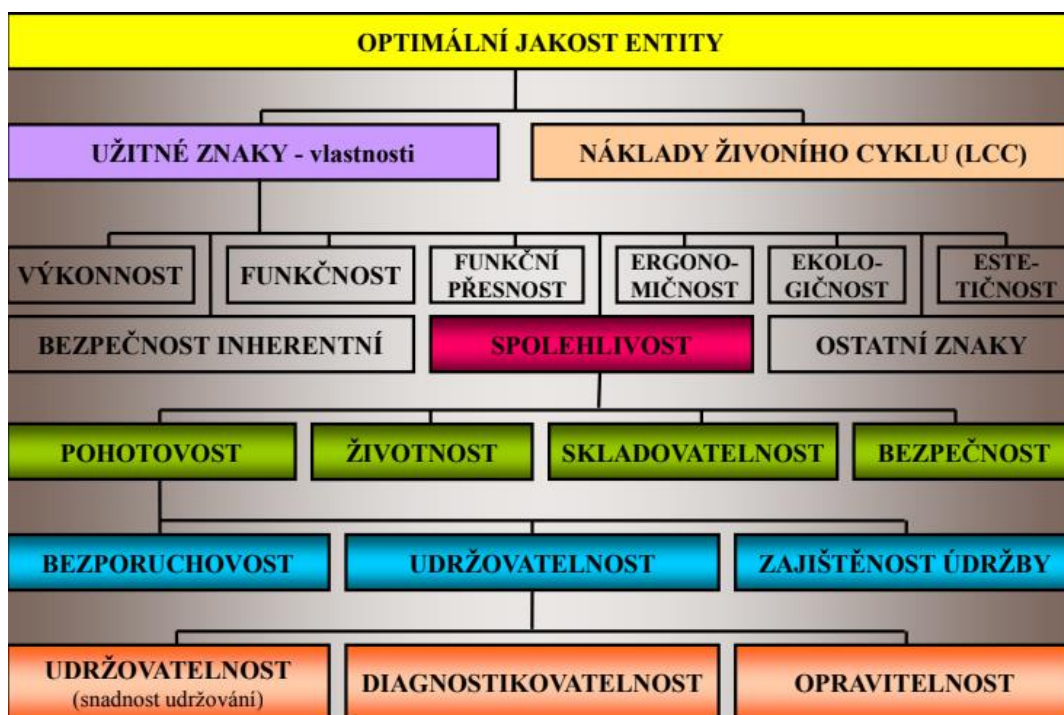 OPTIMÁLNÍ JAKOST ENTITY
UŽITNÉ ZNAKY - vlastnosti
NÁKLADY ŽIVONÍHO CYKLU (LCC)
VÝKONNOST
FUNKČNOST
FUNKČNÍ
PŘESNOST
ERGONO-
MIČNOST
EKOLO-
GIČNOST
ESTE-
TIČNOST
BEZPEČNOST INHERENTNÍ
SPOLEHLIVOST
OSTATNÍ ZNAKY
POHOTOVOST
ŽIVOTNOST
SKLADOVATELNOST
BEZPEČNOST
BEZPORUCHOVOST
UDRŽOVATELNOST
ZAJIŠTĚNOST ÚDRŽBY
UDRŽOVATELNOST
(snadnost udržování)
DIAGNOSTIKOVATELNOST
OPRAVITELNOST